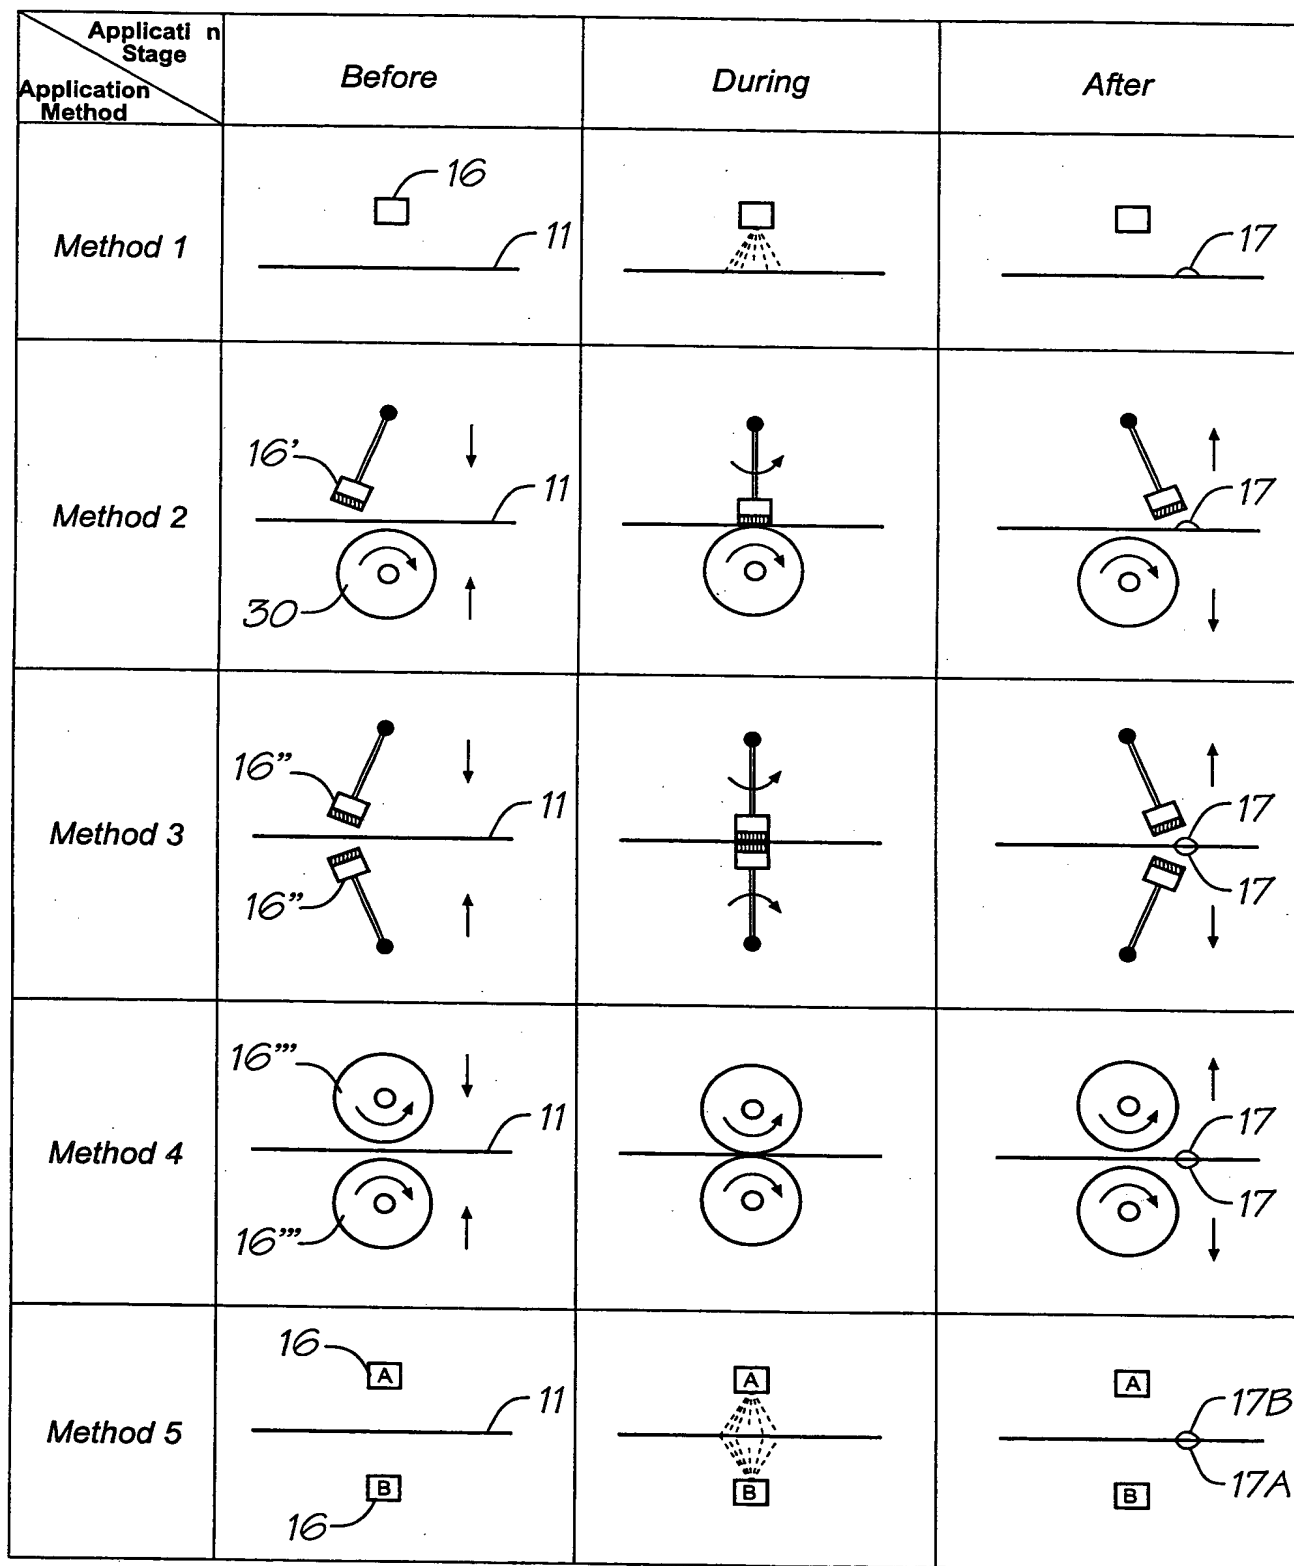 Applicati n
Stage
Application
Method
Before
During
After
Method 1
16
11
17
Method 2
16'
11
30
17
Method 3
16”
11
16”
17
17
Method 4
16”’
11
16”’
17
17
Method 5
16
A
11
B
16
A
B
A
17B
17A
B